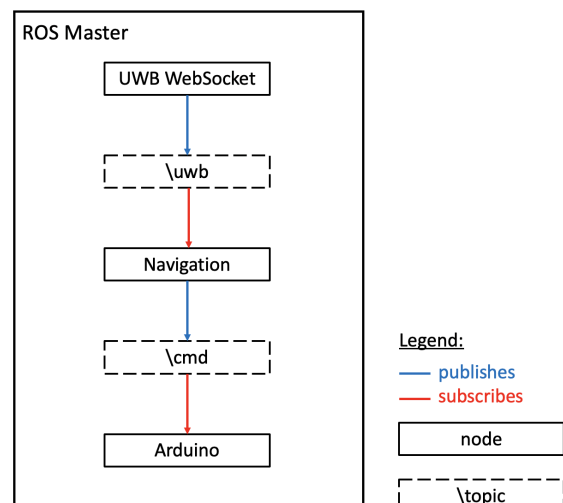 ROS Master
UWB WebSocket
\uwb
Navigation
\cmd
Arduino
Legend:
publishes
subscribes
node
\topic